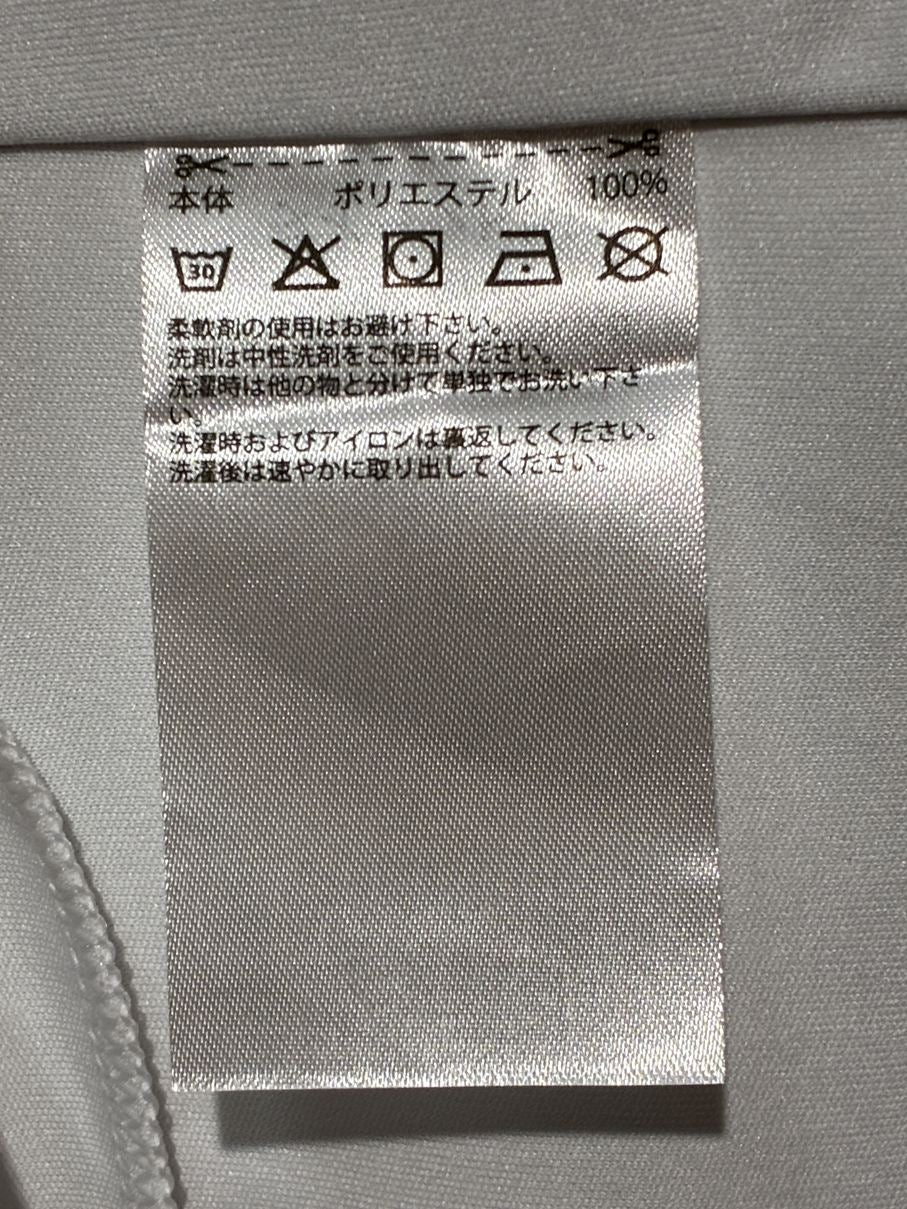 本体 ポリエステル 100%
30
柔軟剤の使用はお避け下さい。
洗剤は中性洗剤をご使用ください。
洗濯時は他の物と分けて単独でお洗い下さ
い。
洗濯時およびアイロンは裏返してください。
洗濯後は速やかに取り出してください。